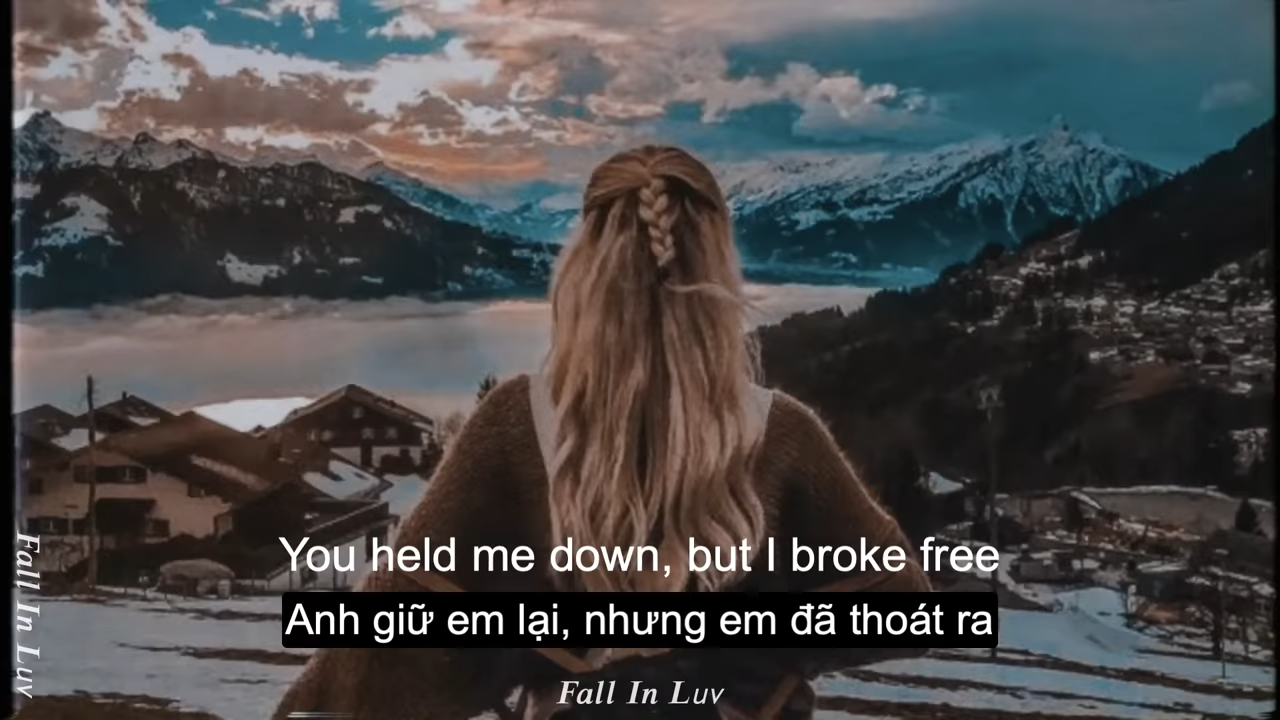 You held me down, but I broke free
Anh giữ em lại, nhưng em đã thoát ra
Fall In Luv
Fall In Luv